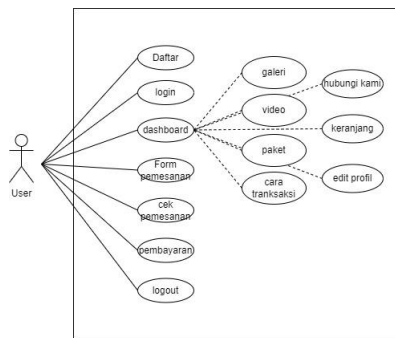 Daftar
login
dashboard
Form
pemesanan
cek
pemesanan
pembayaran
logout
galeri
video
paket
cara
tranksaksi
hubungi kami
keranjang
edit profil
User